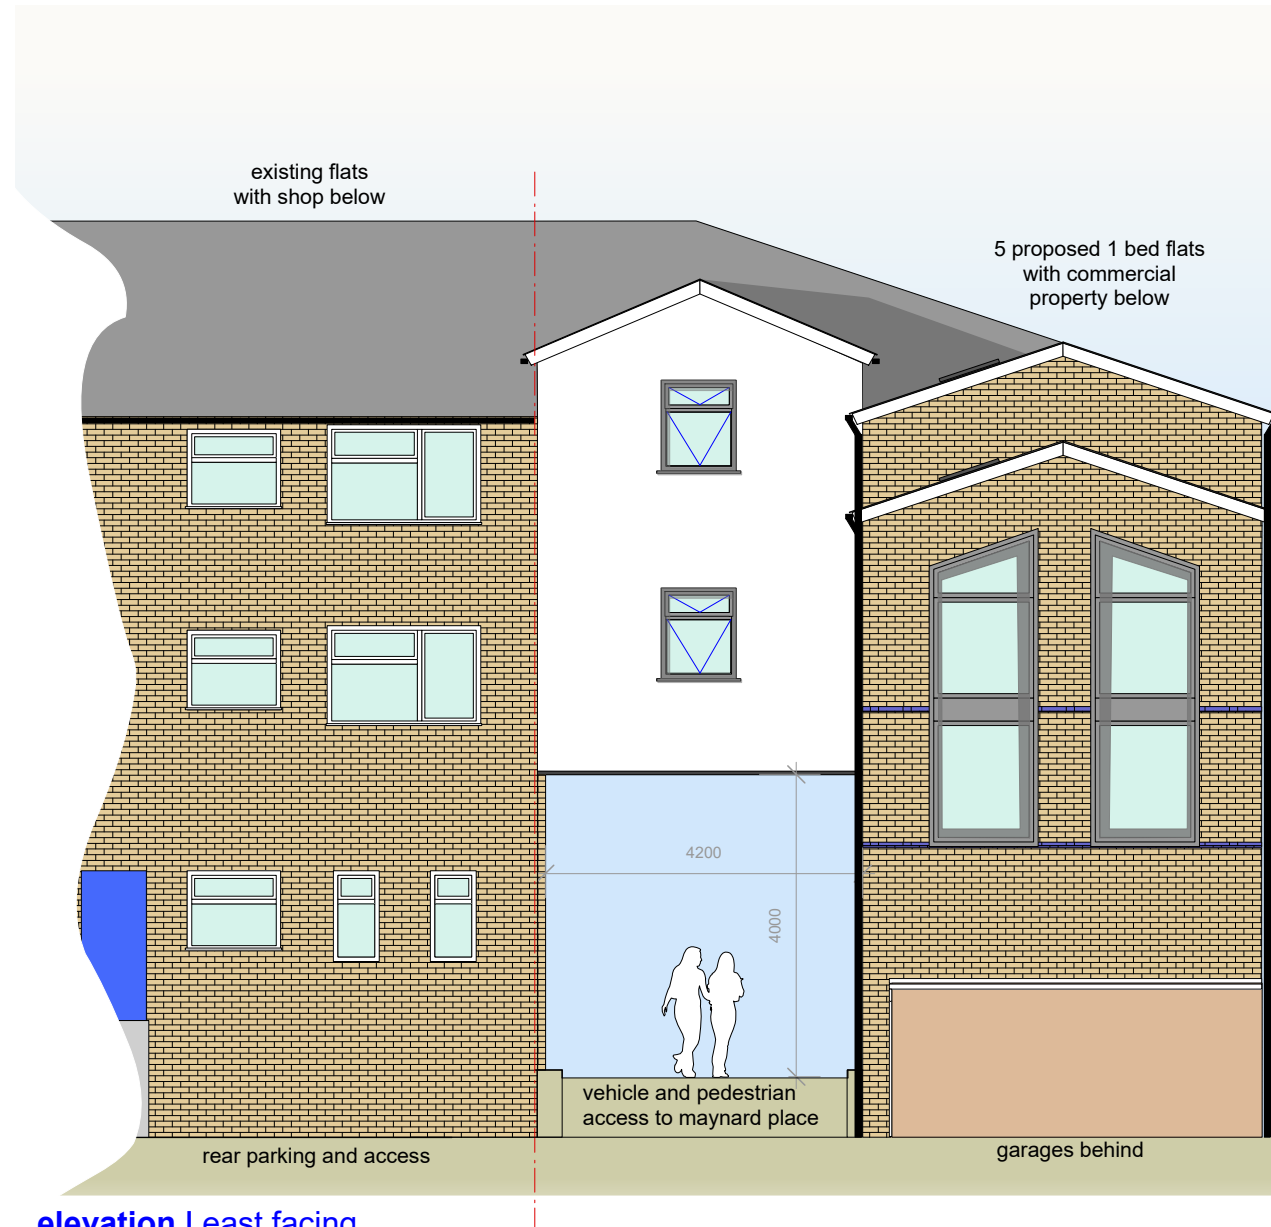 existing flats
with shop below
5 proposed 1 bed flats
with commercial
property below
4200
4000
vehicle and pedestrian
access to maynard place
rear parking and access
garages behind
elevation | east facing